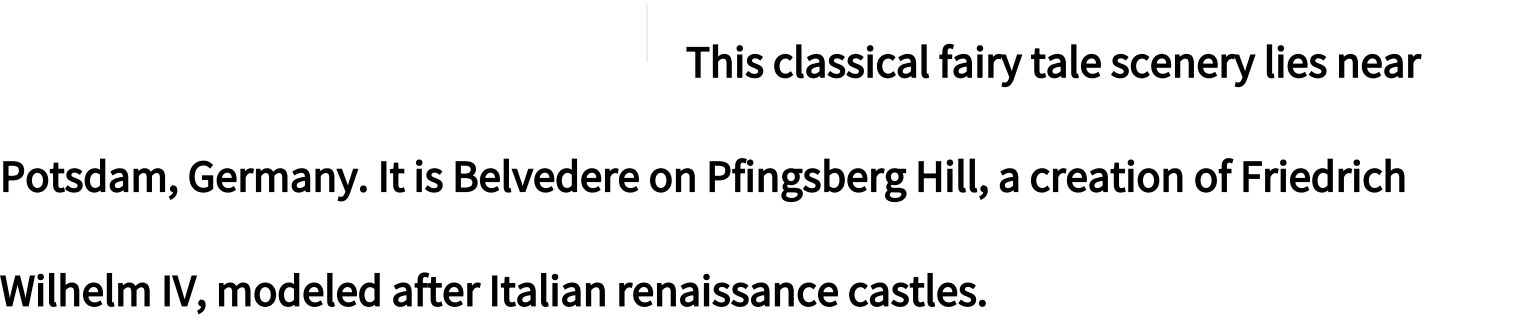 This classical fairy tale scenery lies near
Potsdam, Germany. It is Belvedere on Pfingsberg Hill, a creation of Friedrich
Wilhelm IV, modeled after Italian renaissance castles.